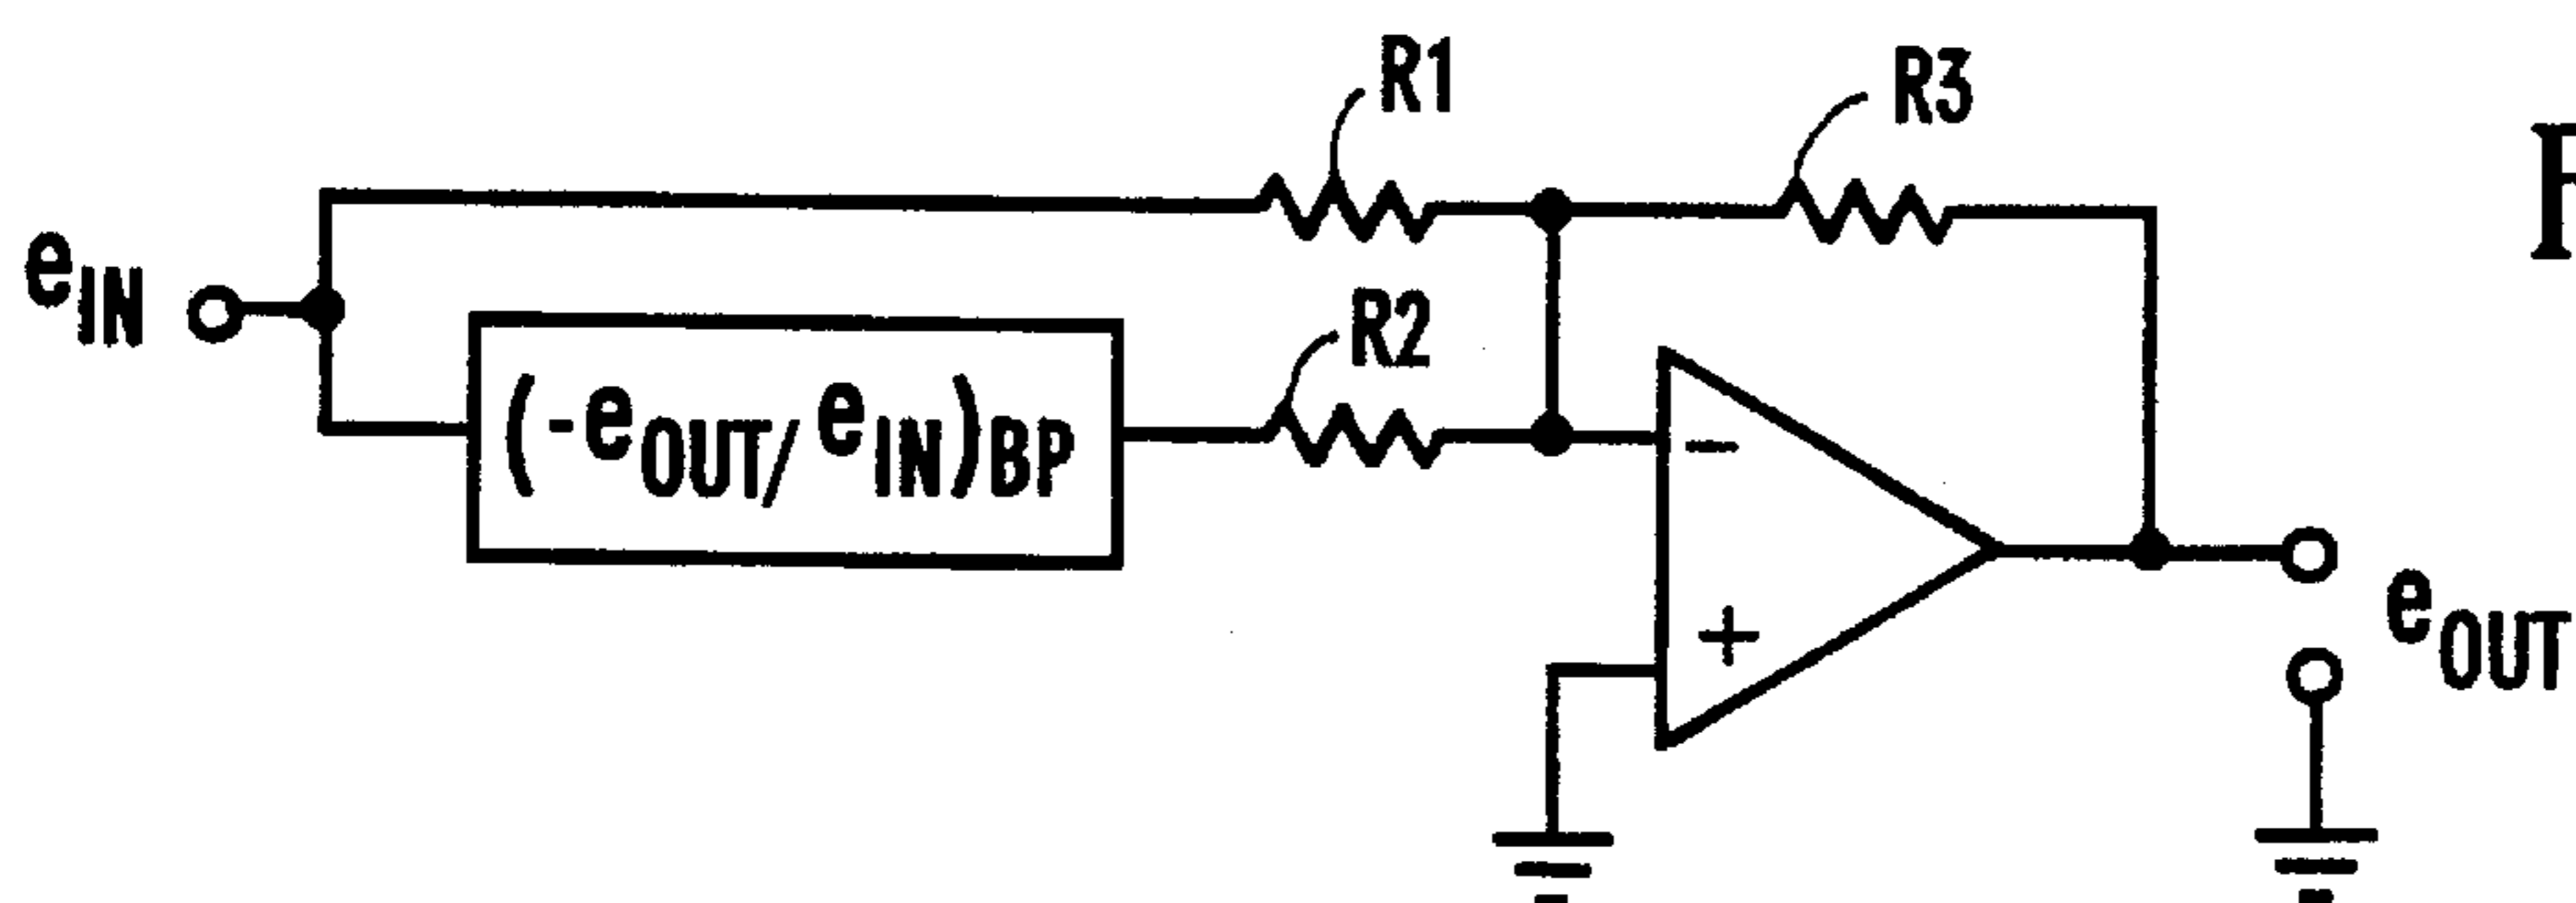 R1
R3
F
eIN
R2
(-eOUT/eIN)BP
-
+
eOUT